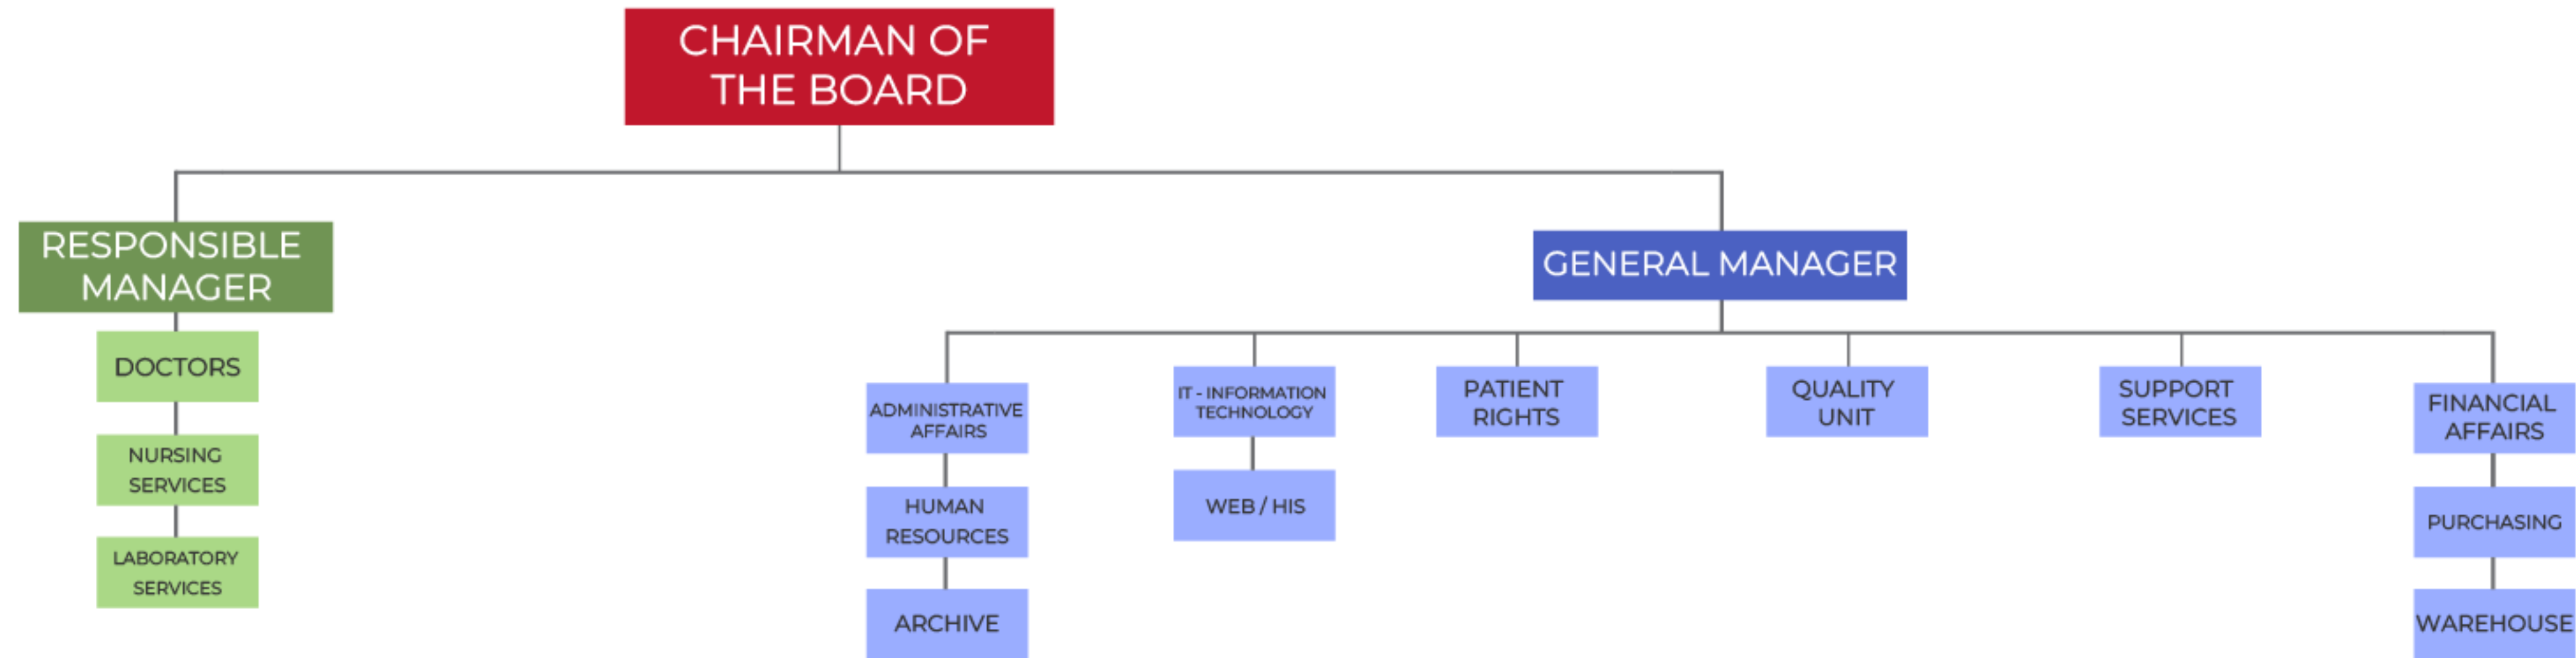 CHAIRMAN OF
THE BOARD
RESPONSIBLE
MANAGER
GENERAL MANAGER
DOCTORS
NURSING
SERVICES
LABORATORY
SERVICES
ADMINISTRATIVE
AFFAIRS
HUMAN
RESOURCES
ARCHIVE
IT - INFORMATION
TECHNOLOGY
WEB / HIS
PATIENT
RIGHTS
QUALITY
UNIT
SUPPORT
SERVICES
FINANCIAL
AFFAIRS
PURCHASING
WAREHOUSE